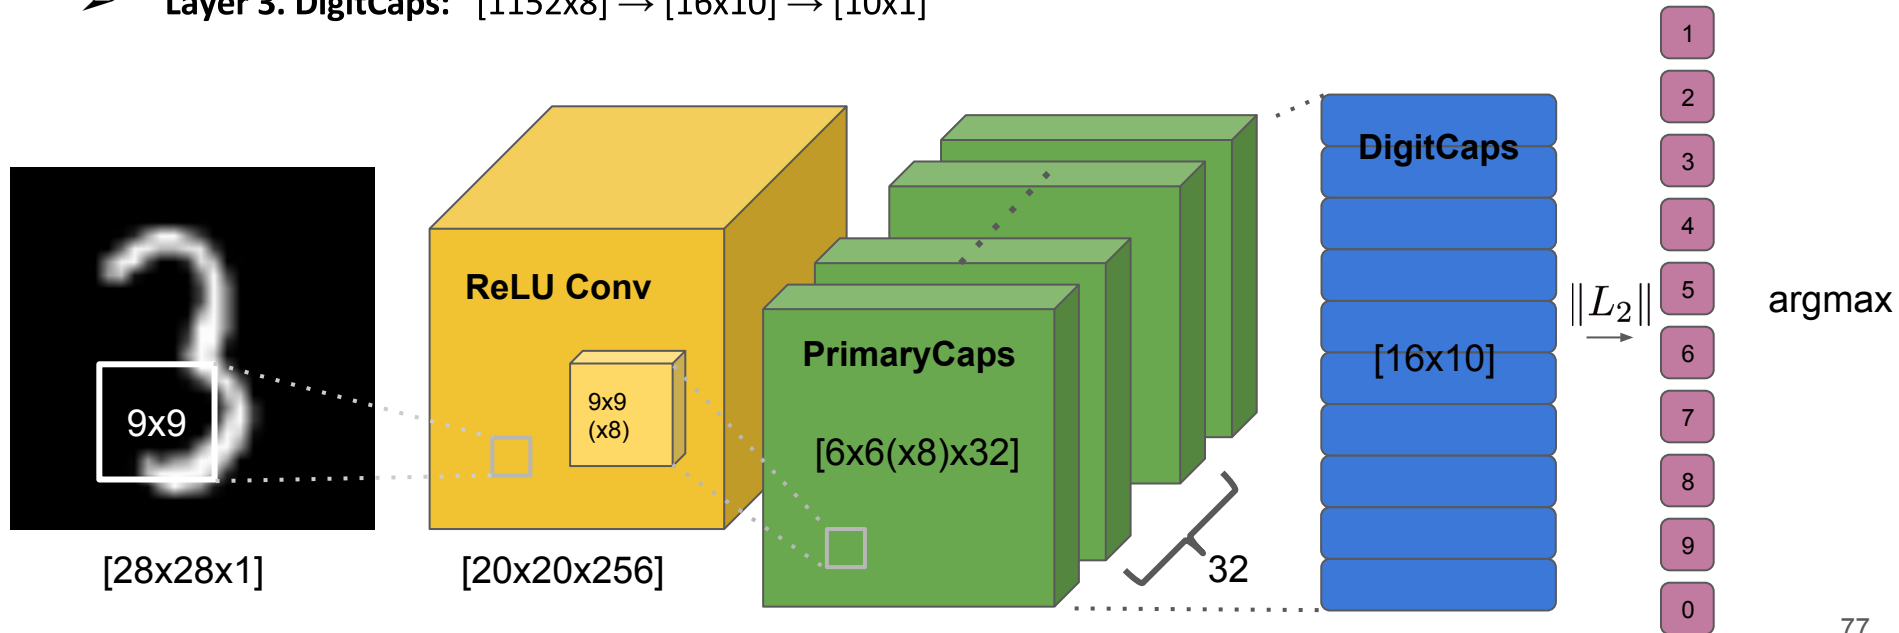 ➢ Layer 3. DigitCaps: [1152x8] → [16x10] → [10x1]
9x9
[28x28x1]
ReLU Conv
9x9
(x8)
[20x20x256]
PrimaryCaps
[6x6(x8)x32]
32
DigitCaps
[16x10]
‖L₂‖
→
1
2
3
4
5
6
7
8
9
0
argmax
77